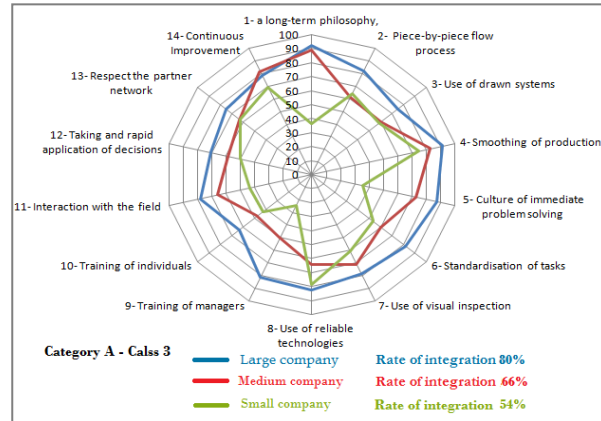 1- a long-term philosophy,
14- Continuous Improvement
2- Piece-by-piece flow process
13- Respect the partner network
3- Use of drawn systems
12- Taking and rapid application of decisions
4- Smoothing of production
11- Interaction with the field
5- Culture of immediate problem solving
10- Training of individuals
6- Standardisation of tasks
9- Training of managers
7- Use of visual inspection
8- Use of reliable technologies
100
90
80
70
60
50
40
30
20
10
0
Category A - Calss 3
Large company Rate of integration 80%
Medium company Rate of integration 66%
Small company Rate of integration 54%